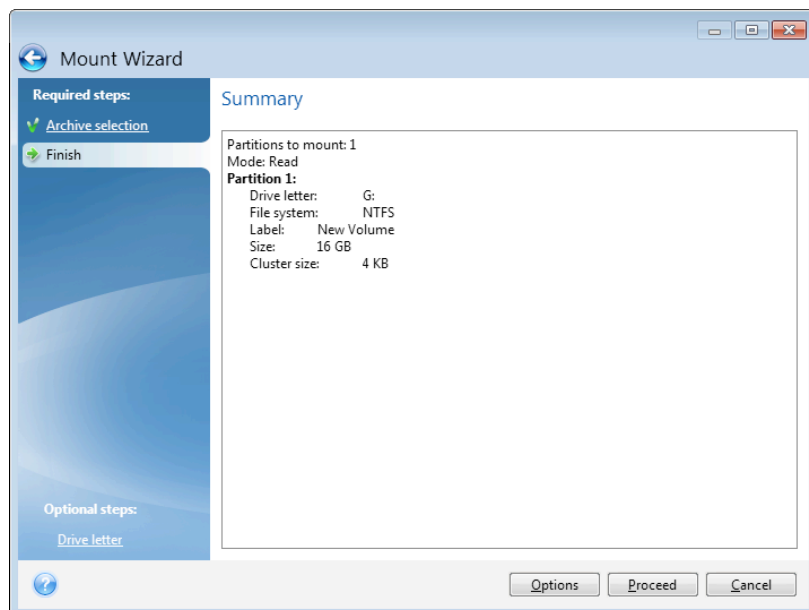 Mount Wizard
Required steps:
Archive selection
Finish
Optional steps:
Drive letter
Summary
Partitions to mount: 1
Mode: Read
Partition 1:
Drive letter: G:
File system: NTFS
Label: New Volume
Size: 16 GB
Cluster size: 4 KB
?
Options Proceed Cancel